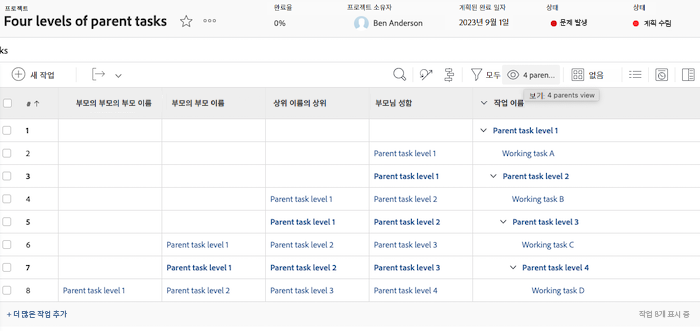 프로젝트
Four levels of parent tasks
완료율
0%
프로젝트 소유자
Ben Anderson
계획된 완료 일자
2023년 9월 1일
상태
문제 발생
상태
계획 수립
ks
새 작업
모두
4 paren...
없음
보기: 4 parents view
# ↑ 부모의 부모의 부모 이름 부모의 부모 이름 상위 이름의 상위 부모님 성함 작업 이름
1 Parent task level 1
2 Parent task level 1 Working task A
3 Parent task level 1 Parent task level 2
4 Parent task level 1 Parent task level 2 Working task B
5 Parent task level 1 Parent task level 2 Parent task level 3
6 Parent task level 1 Parent task level 2 Parent task level 3 Working task C
7 Parent task level 1 Parent task level 2 Parent task level 3 Parent task level 4
8 Parent task level 1 Parent task level 2 Parent task level 3 Parent task level 4 Working task D
+ 더 많은 작업 추가
작업 8개 표시 중